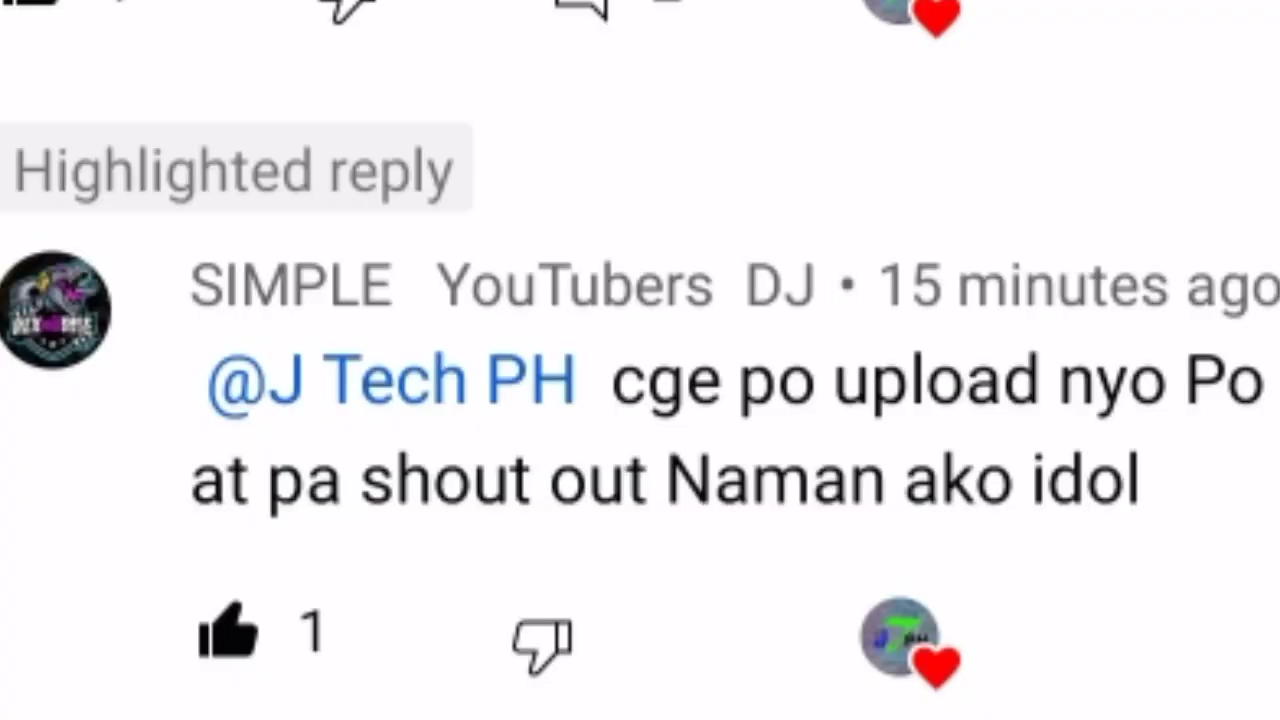 Highlighted reply
SIMPLE YouTubers DJ • 15 minutes ago
@J Tech PH cge po upload nyo Po
at pa shout out Naman ako idol
1